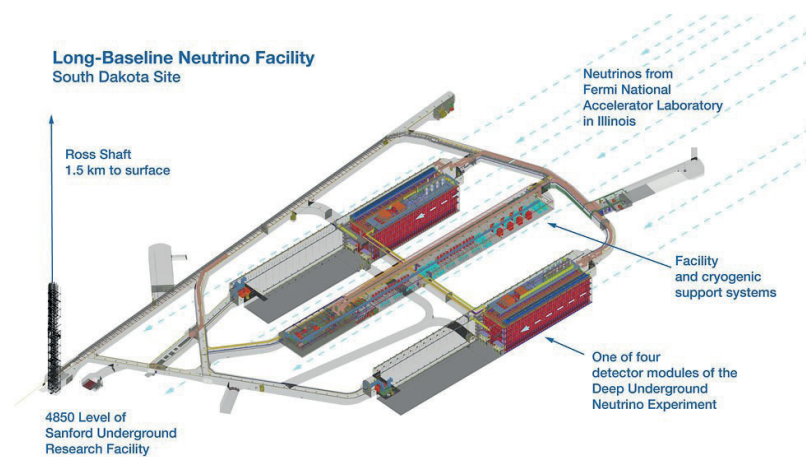 Long-Baseline Neutrino Facility
South Dakota Site
Neutrinos from
Fermi National
Accelerator Laboratory
in Illinois
Ross Shaft
1.5 km to surface
Facility
and cryogenic
support systems
One of four
detector modules of the
Deep Underground
Neutrino Experiment
4850 Level of
Sanford Underground
Research Facility